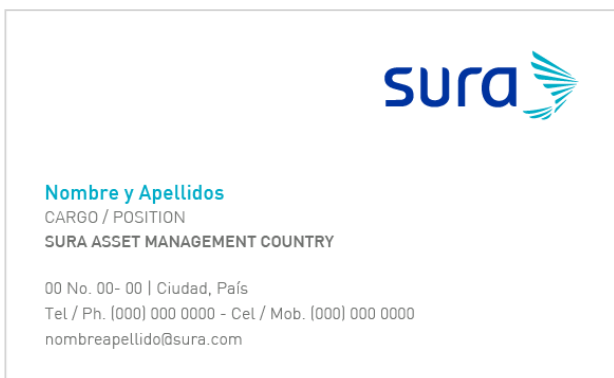 sura
Nombre y Apellidos
CARGO / POSITION
SURA ASSET MANAGEMENT COUNTRY
00 No. 00- 00 | Ciudad, País
Tel / Ph. (000) 000 0000 - Cel / Mob. (000) 000 0000
nombreapellido@sura.com